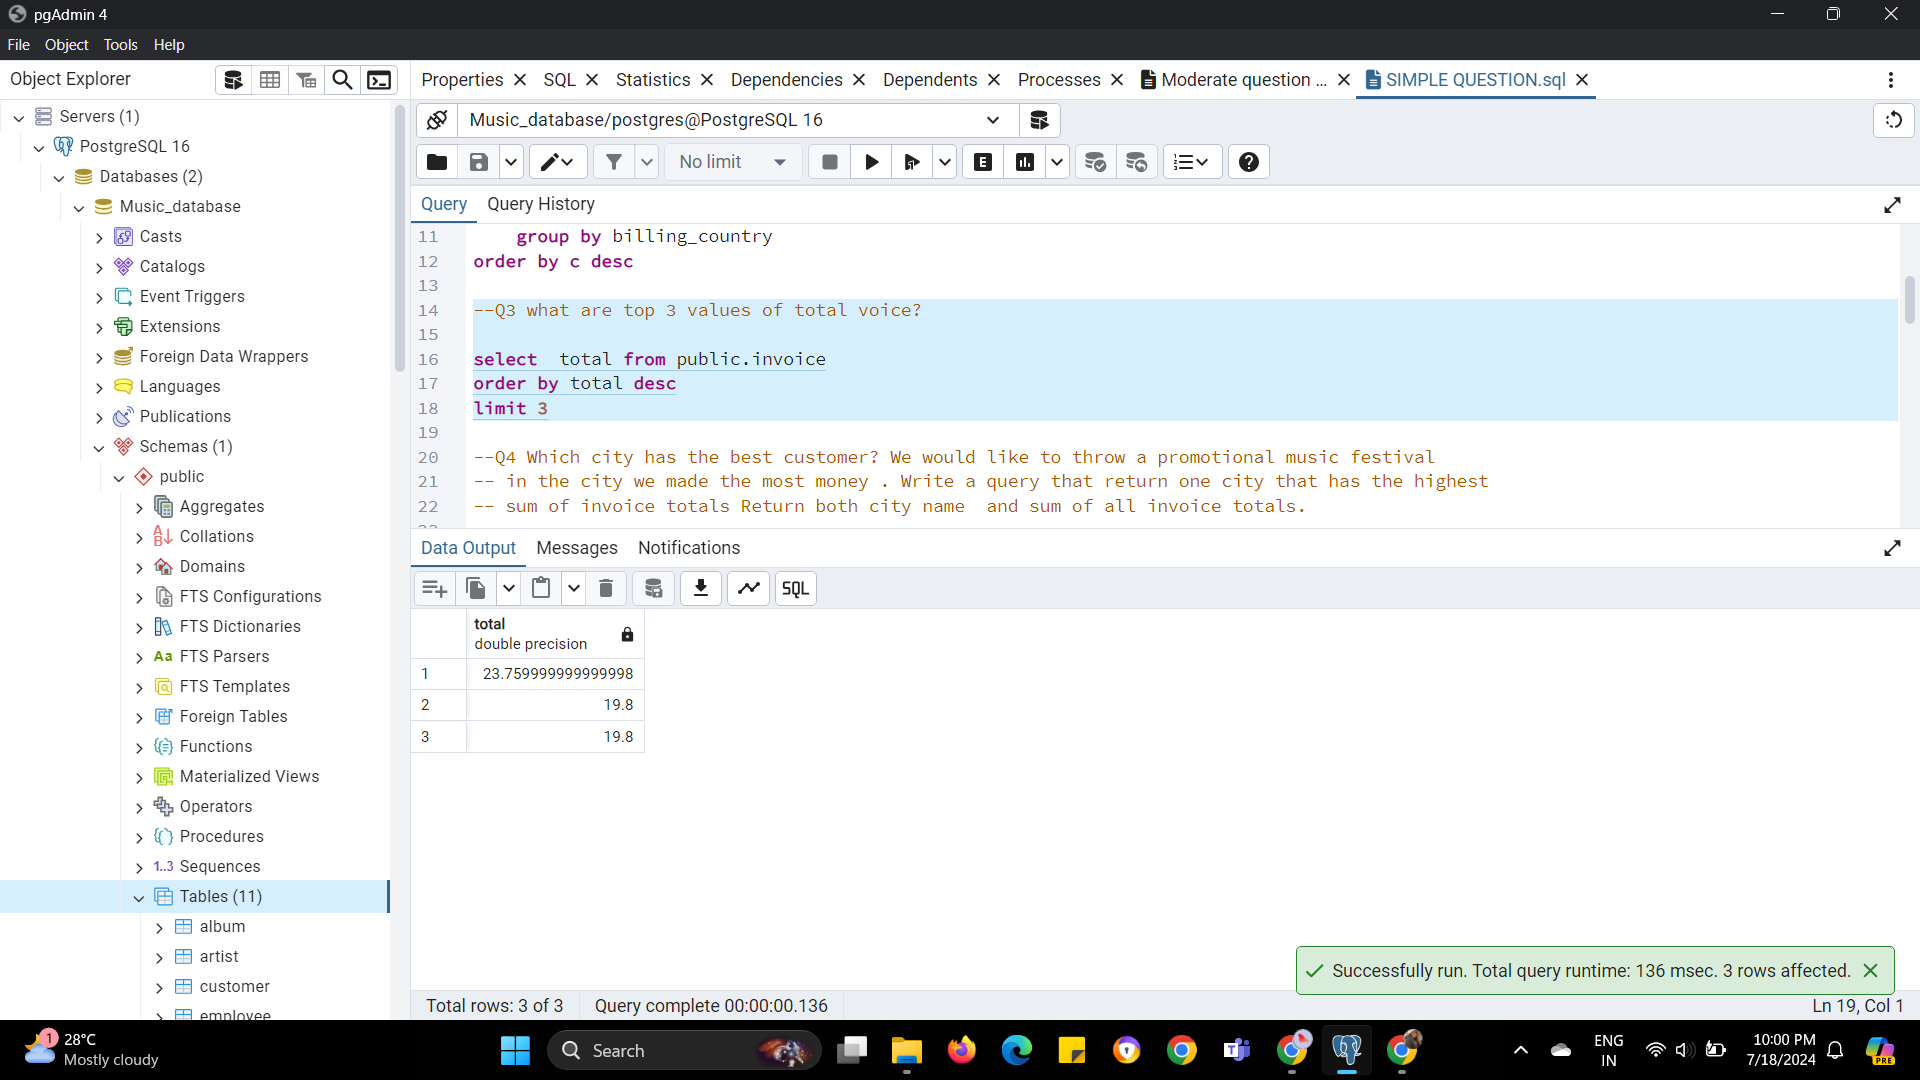 pgAdmin 4
File Object Tools Help
Object Explorer
Properties SQL Statistics Dependencies Dependents Processes Moderate question ... SIMPLE QUESTION.sql
Servers (1)
PostgreSQL 16
Databases (2)
Music_database
Casts
Catalogs
Event Triggers
Extensions
Foreign Data Wrappers
Languages
Publications
Schemas (1)
public
Aggregates
Collations
Domains
FTS Configurations
FTS Dictionaries
Aa FTS Parsers
FTS Templates
Foreign Tables
Functions
Materialized Views
Operators
Procedures
1..3 Sequences
Tables (11)
album
artist
customer
employee
Music_database/postgres@PostgreSQL 16
No limit
E
Query Query History
11 group by billing_country
12 order by c desc
13
14 --Q3 what are top 3 values of total voice?
15
16 select  total from public.invoice
17 order by total desc
18 limit 3
19
20 --Q4 Which city has the best customer? We would like to throw a promotional music festival
21 -- in the city we made the most money . Write a query that return one city that has the highest
22 -- sum of invoice totals Return both city name  and sum of all invoice totals.
23
Data Output Messages Notifications
SQL
total
double precision
1 23.759999999999998
2 19.8
3 19.8
Successfully run. Total query runtime: 136 msec. 3 rows affected.
Total rows: 3 of 3 Query complete 00:00:00.136 Ln 19, Col 1
1
28°C
Mostly cloudy
Search
ENG
IN
10:00 PM
7/18/2024
PRE